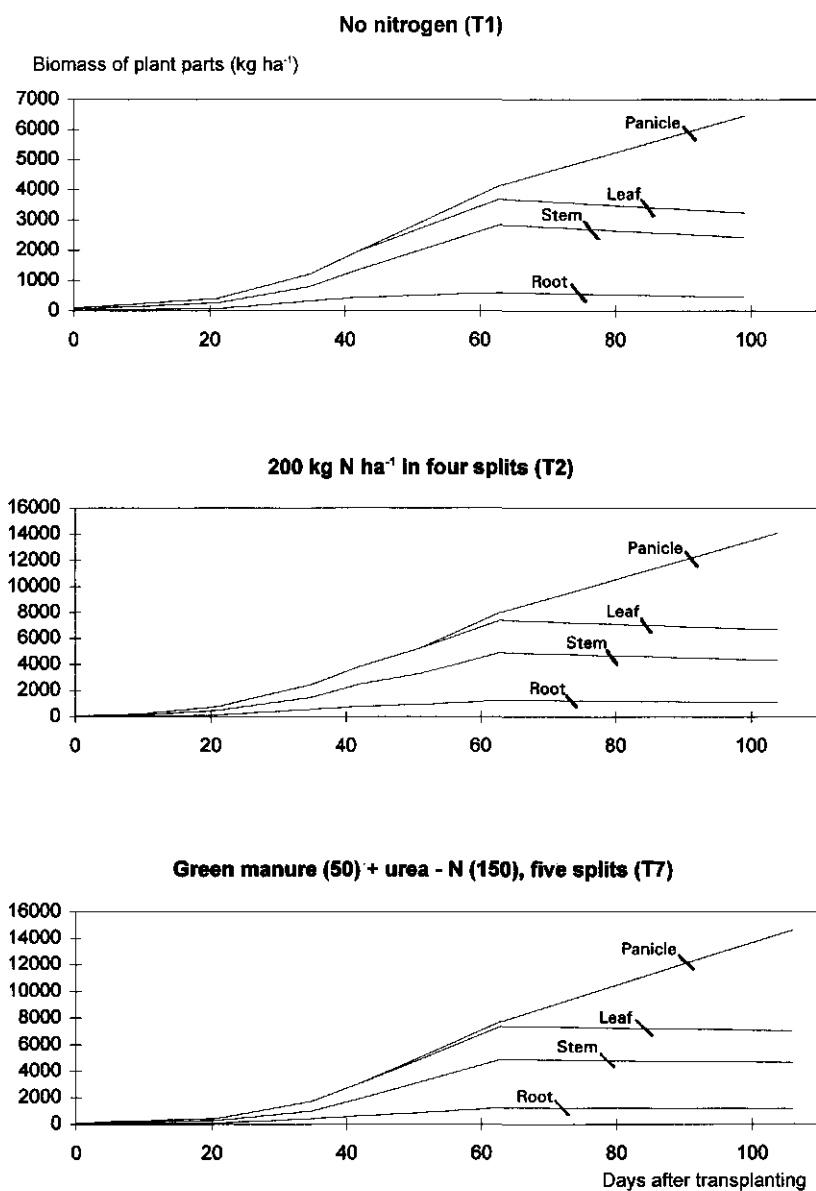 No nitrogen (T1)
Biomass of plant parts (kg ha⁻¹)
7000
6000
5000
4000
3000
2000
1000
0
Panicle
Leaf
Stem
Root
0 20 40 60 80 100
200 kg N ha⁻¹ in four splits (T2)
16000
14000
12000
10000
8000
6000
4000
2000
0
Panicle
Leaf
Stem
Root
0 20 40 60 80 100
Green manure (50) + urea - N (150), five splits (T7)
16000
14000
12000
10000
8000
6000
4000
2000
0
Panicle
Leaf
Stem
Root
0 20 40 60 80 100
Days after transplanting